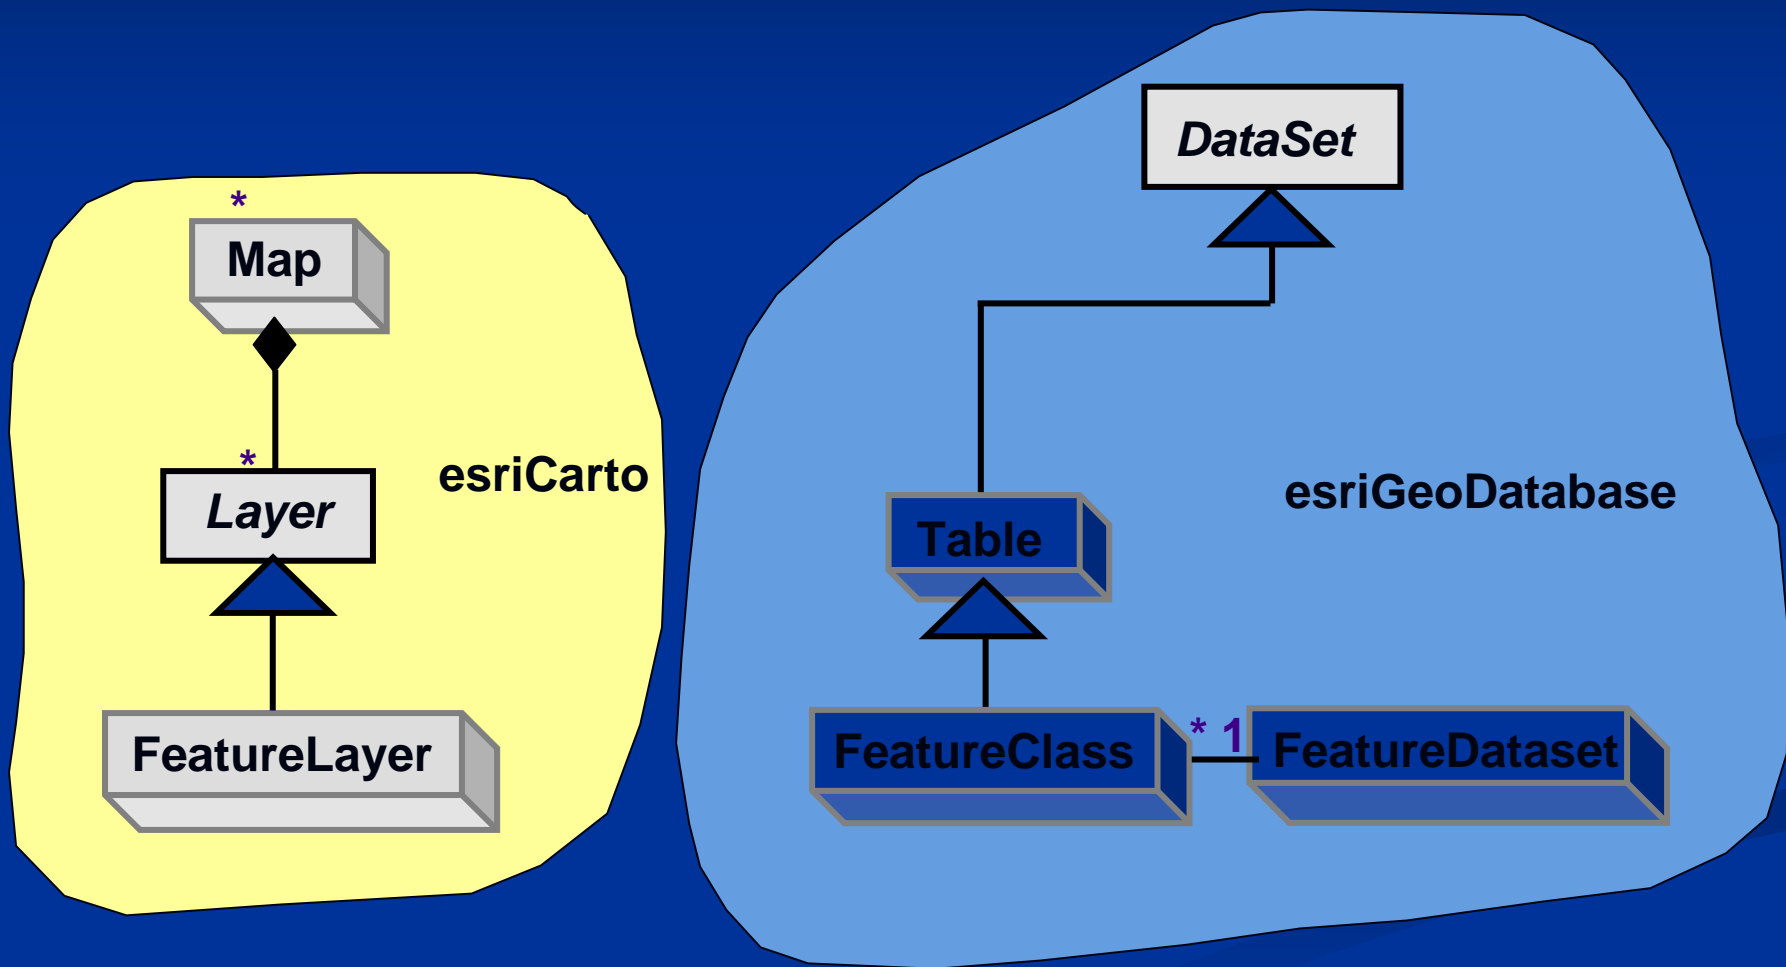 *
Map
*
Layer
esriCarto
FeatureLayer
DataSet
esriGeoDatabase
Table
FeatureClass
* 1
FeatureDataset